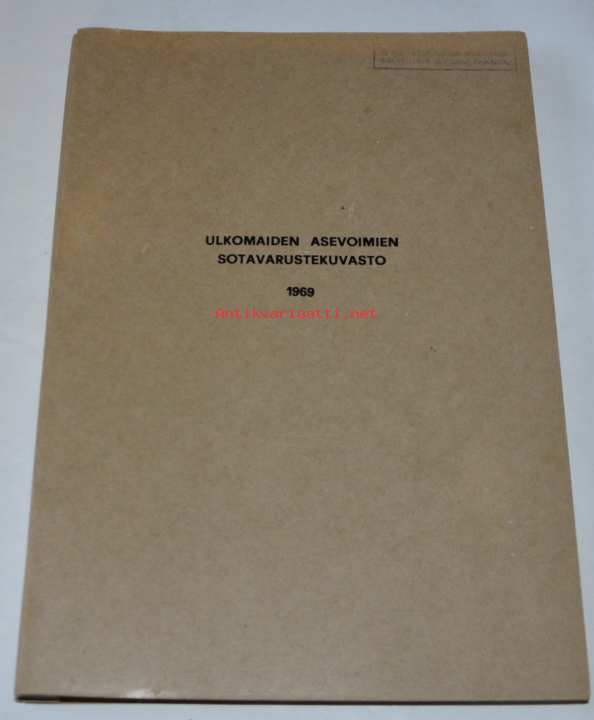 ULKOMAIDEN ASEVOIMIEN
SOTAVARUSTEKUVASTO
1969
Antikvariaatti.net